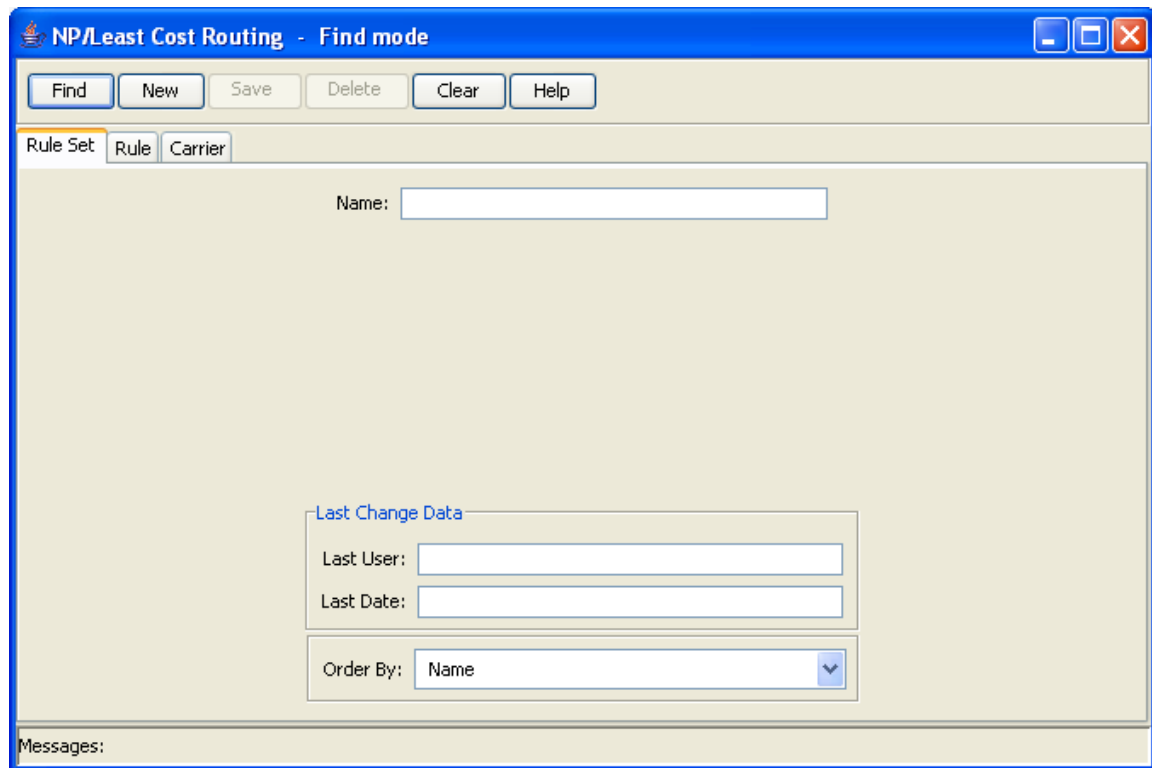 NP/Least Cost Routing - Find mode
Find New Save Delete Clear Help
Rule Set Rule Carrier
Name:
Last Change Data
Last User:
Last Date:
Order By: Name
Messages: